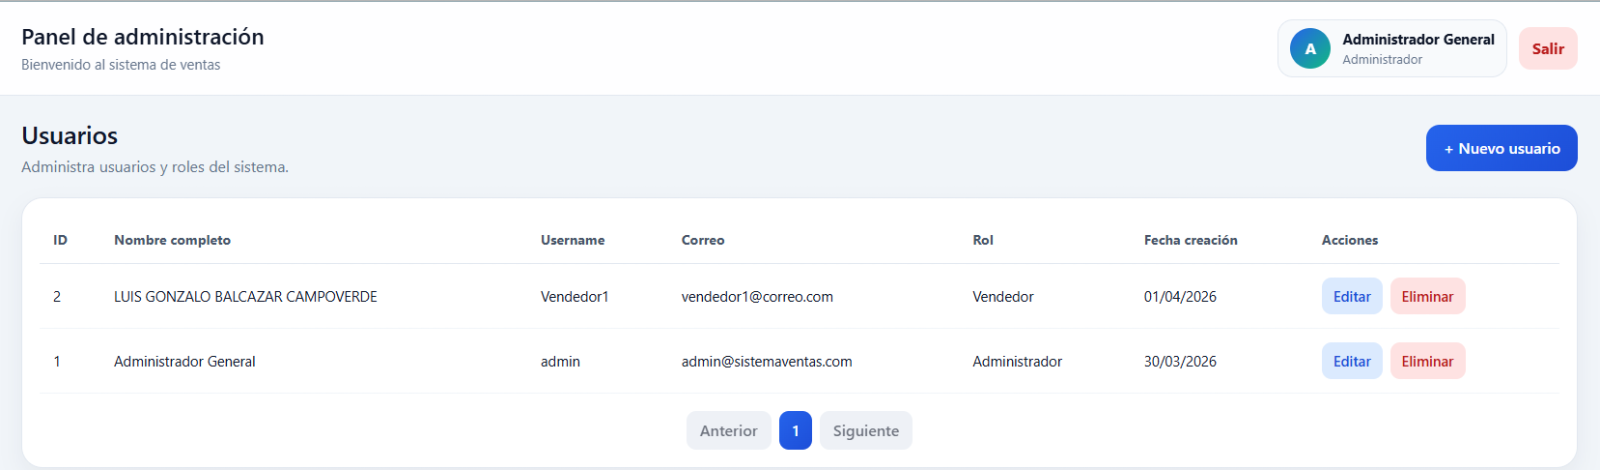 Panel de administración
Bienvenido al sistema de ventas
A
Administrador General
Administrador
Salir
Usuarios
Administra usuarios y roles del sistema.
+ Nuevo usuario
ID Nombre completo Username Correo Rol Fecha creación Acciones
2 LUIS GONZALO BALCAZAR CAMPOVERDE Vendedor1 vendedor1@correo.com Vendedor 01/04/2026 Editar Eliminar
1 Administrador General admin admin@sistemaventas.com Administrador 30/03/2026 Editar Eliminar
Anterior 1 Siguiente